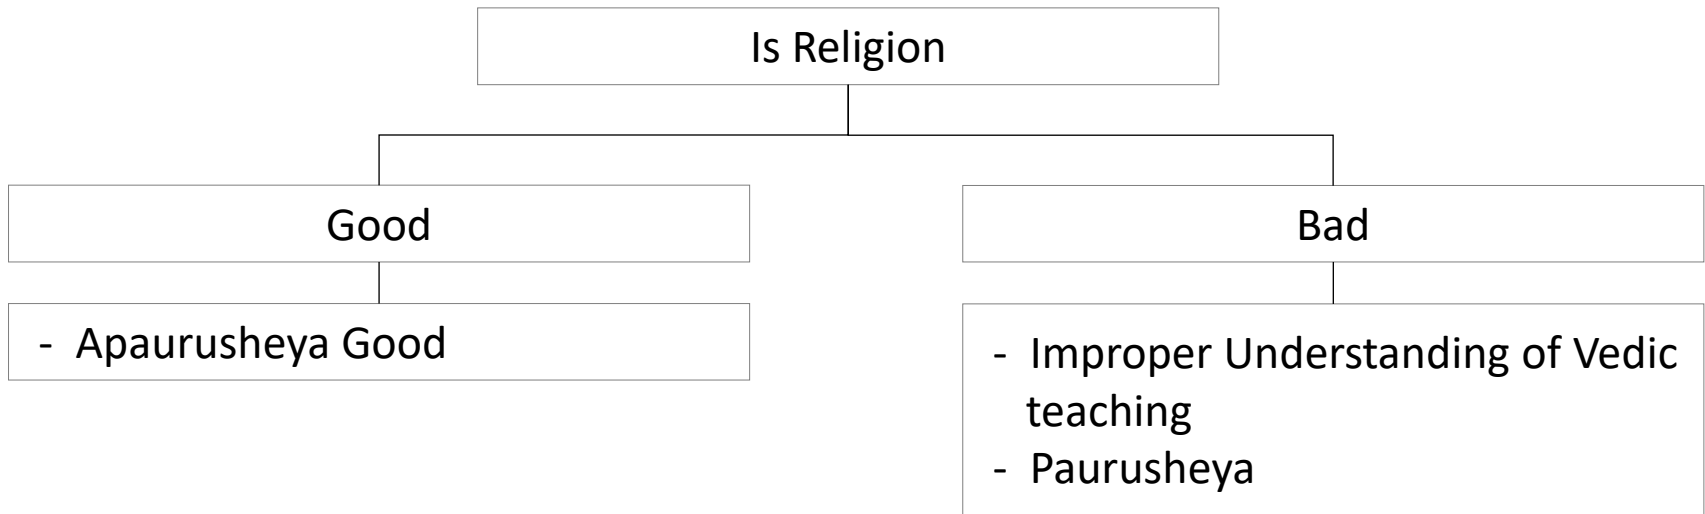 Is Religion
Good
Bad
- Apaurusheya Good
- Improper Understanding of Vedic
teaching
- Paurusheya